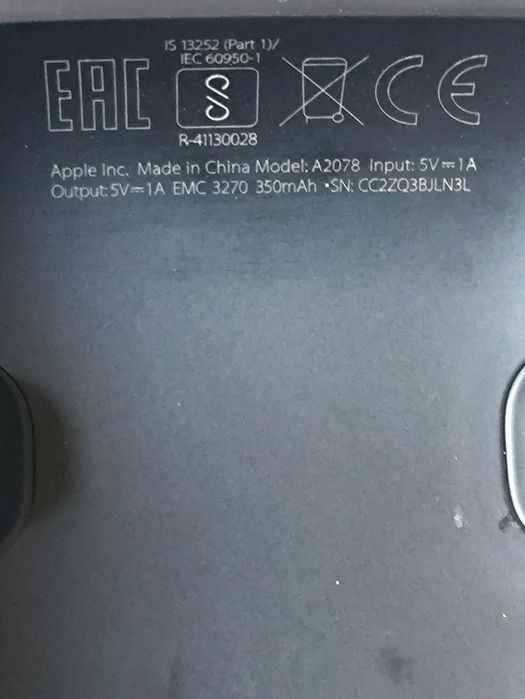 IS 13252 (Part 1)/
IEC 60950-1
EAC
CE
R-41130028
Apple Inc. Made in China Model: A2078 Input: 5V⎓1A
Output: 5V⎓1A EMC 3270 350mAh •SN: CC2ZQ3BJLN3L